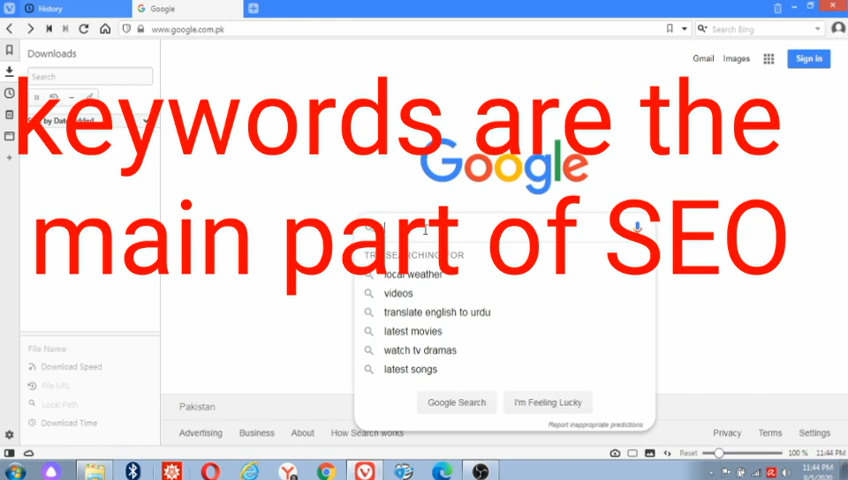 History
Google
www.google.com.pk
Search Bing
Downloads
Gmail Images
Sign in
Search
keywords are the
Google
main part of SEO
local weather
videos
translate english to urdu
latest movies
watch tv dramas
latest songs
File Name
Download Speed
File URL
Local Path
Download Time
Google Search
I'm Feeling Lucky
Report inappropriate predictions
Pakistan
Advertising Business About How Search works
Privacy Terms Settings
Reset
100 %
11:44 PM
11:44 PM
9/5/2020